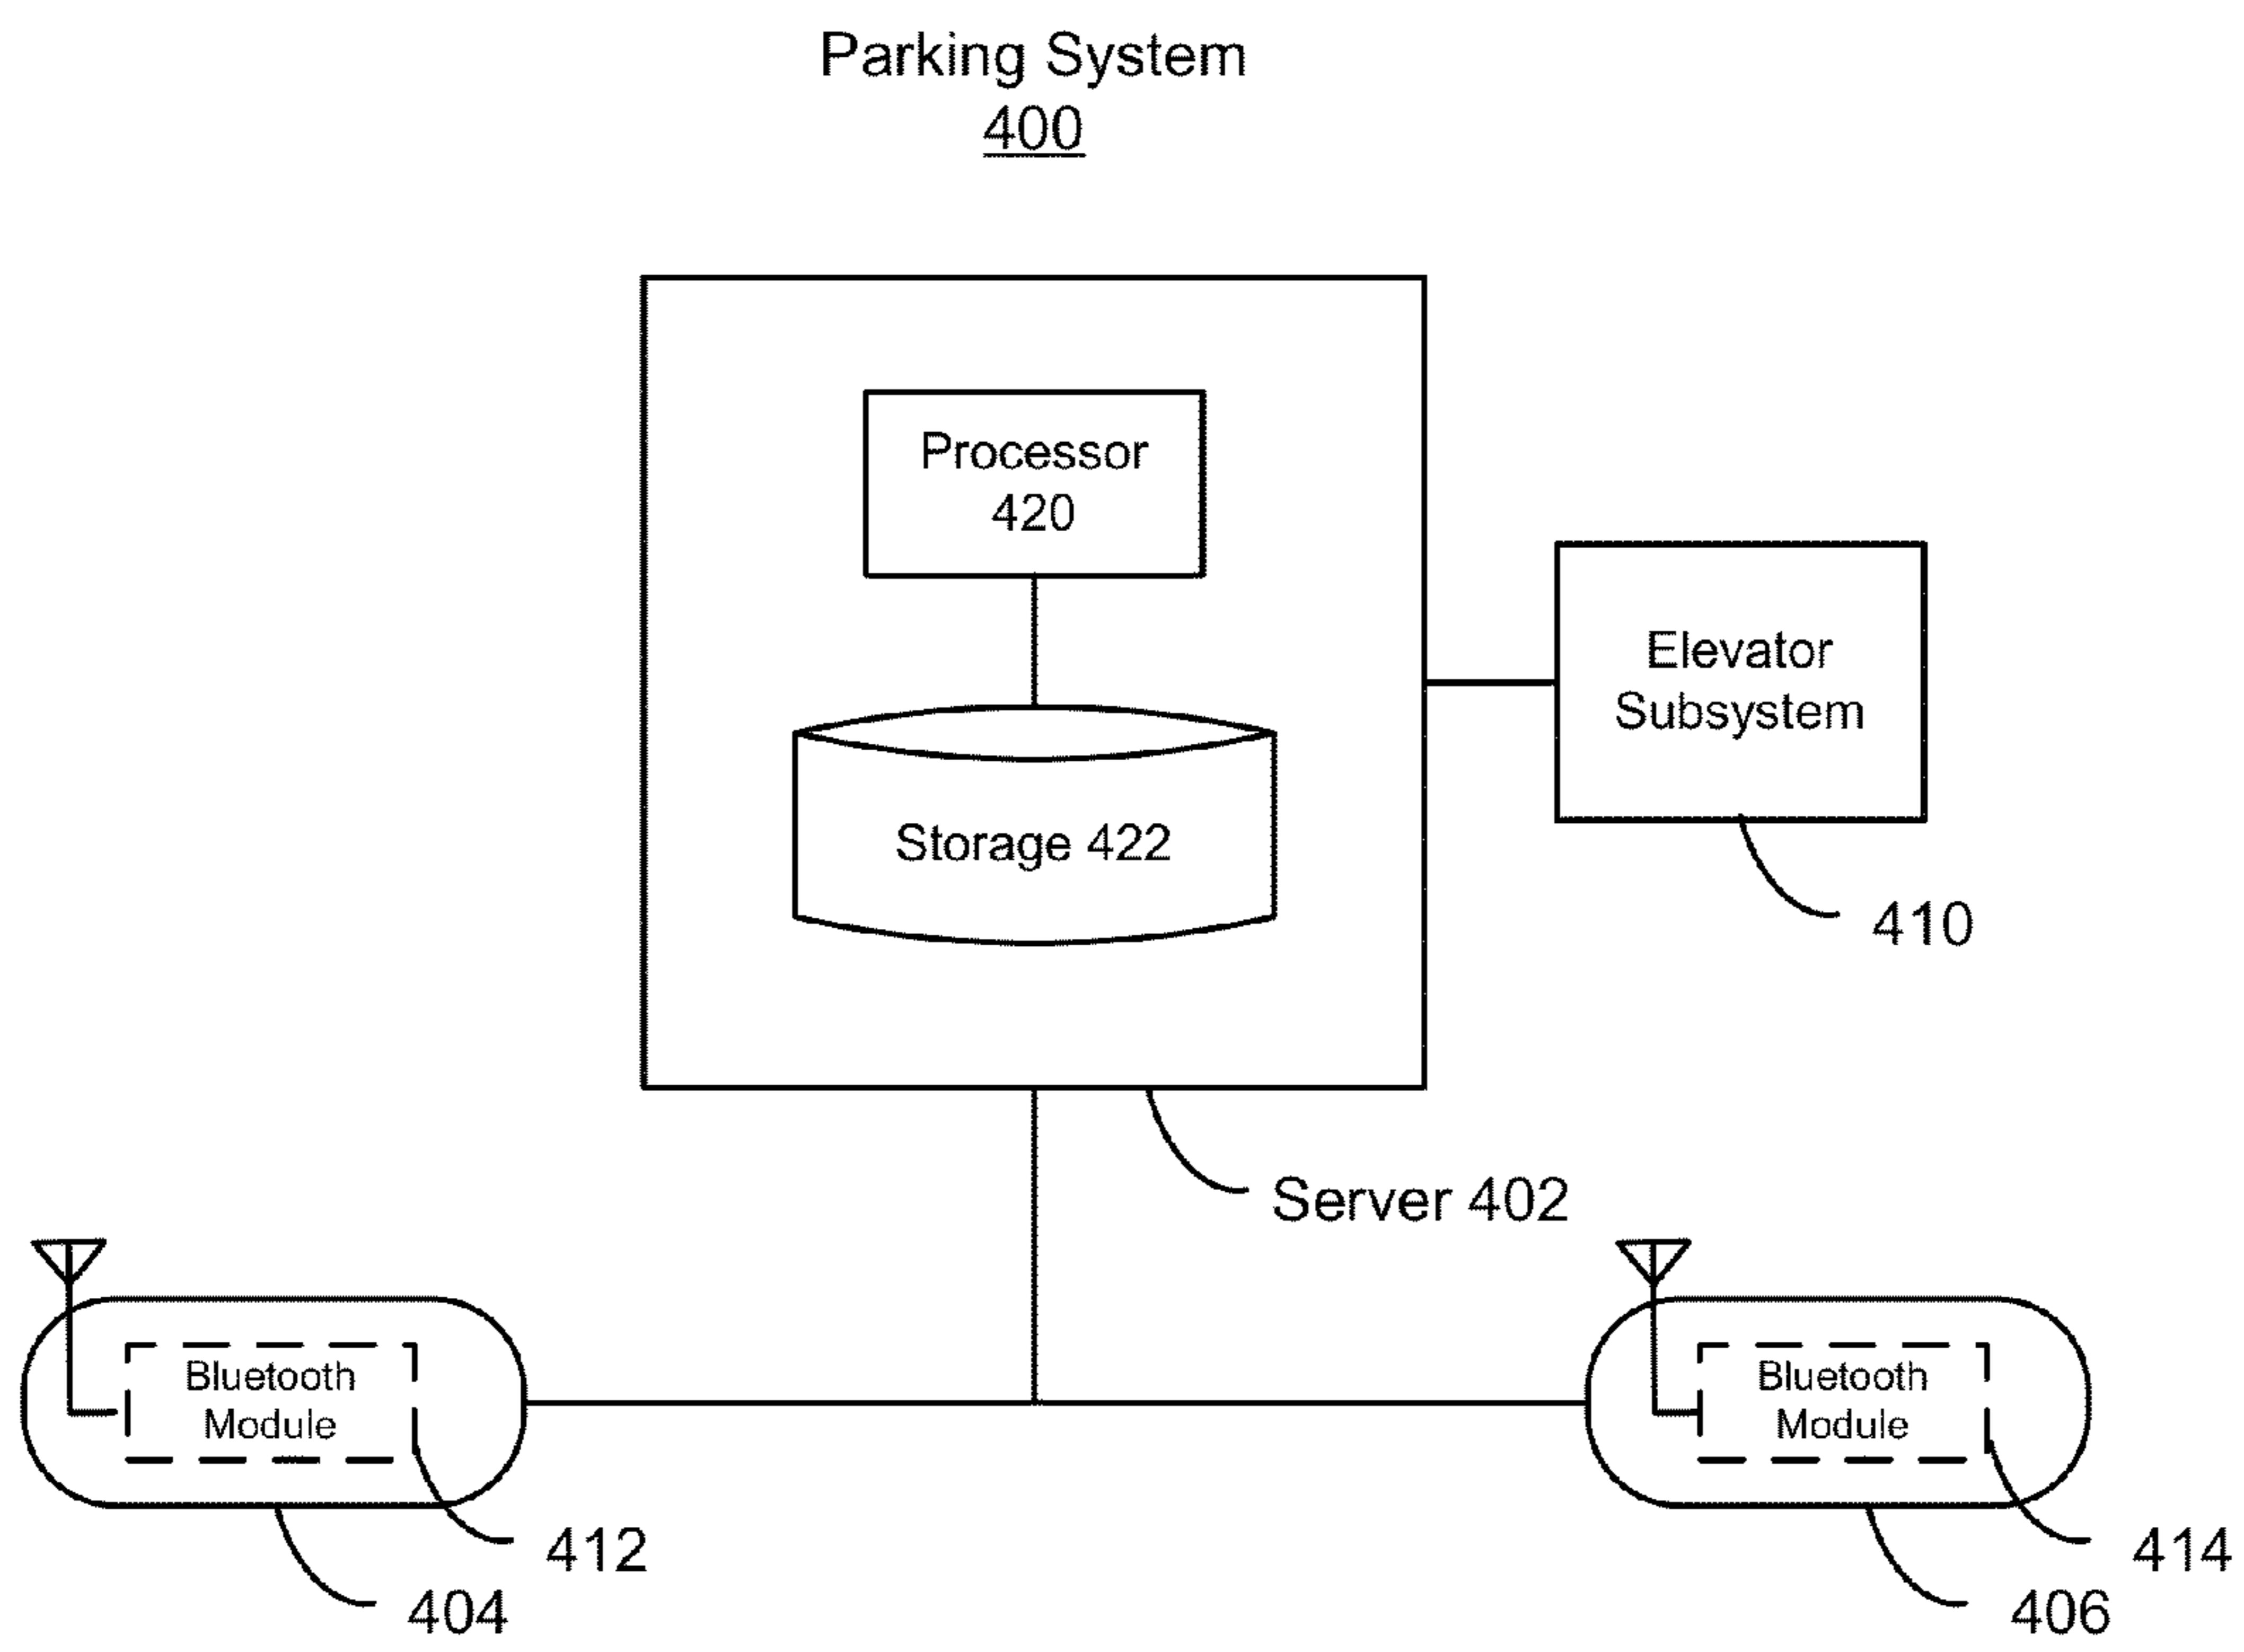 Parking System
400
Processor
420
Storage 422
Elevator
Subsystem
410
Server 402
Bluetooth
Module
412
404
Bluetooth
Module
414
406